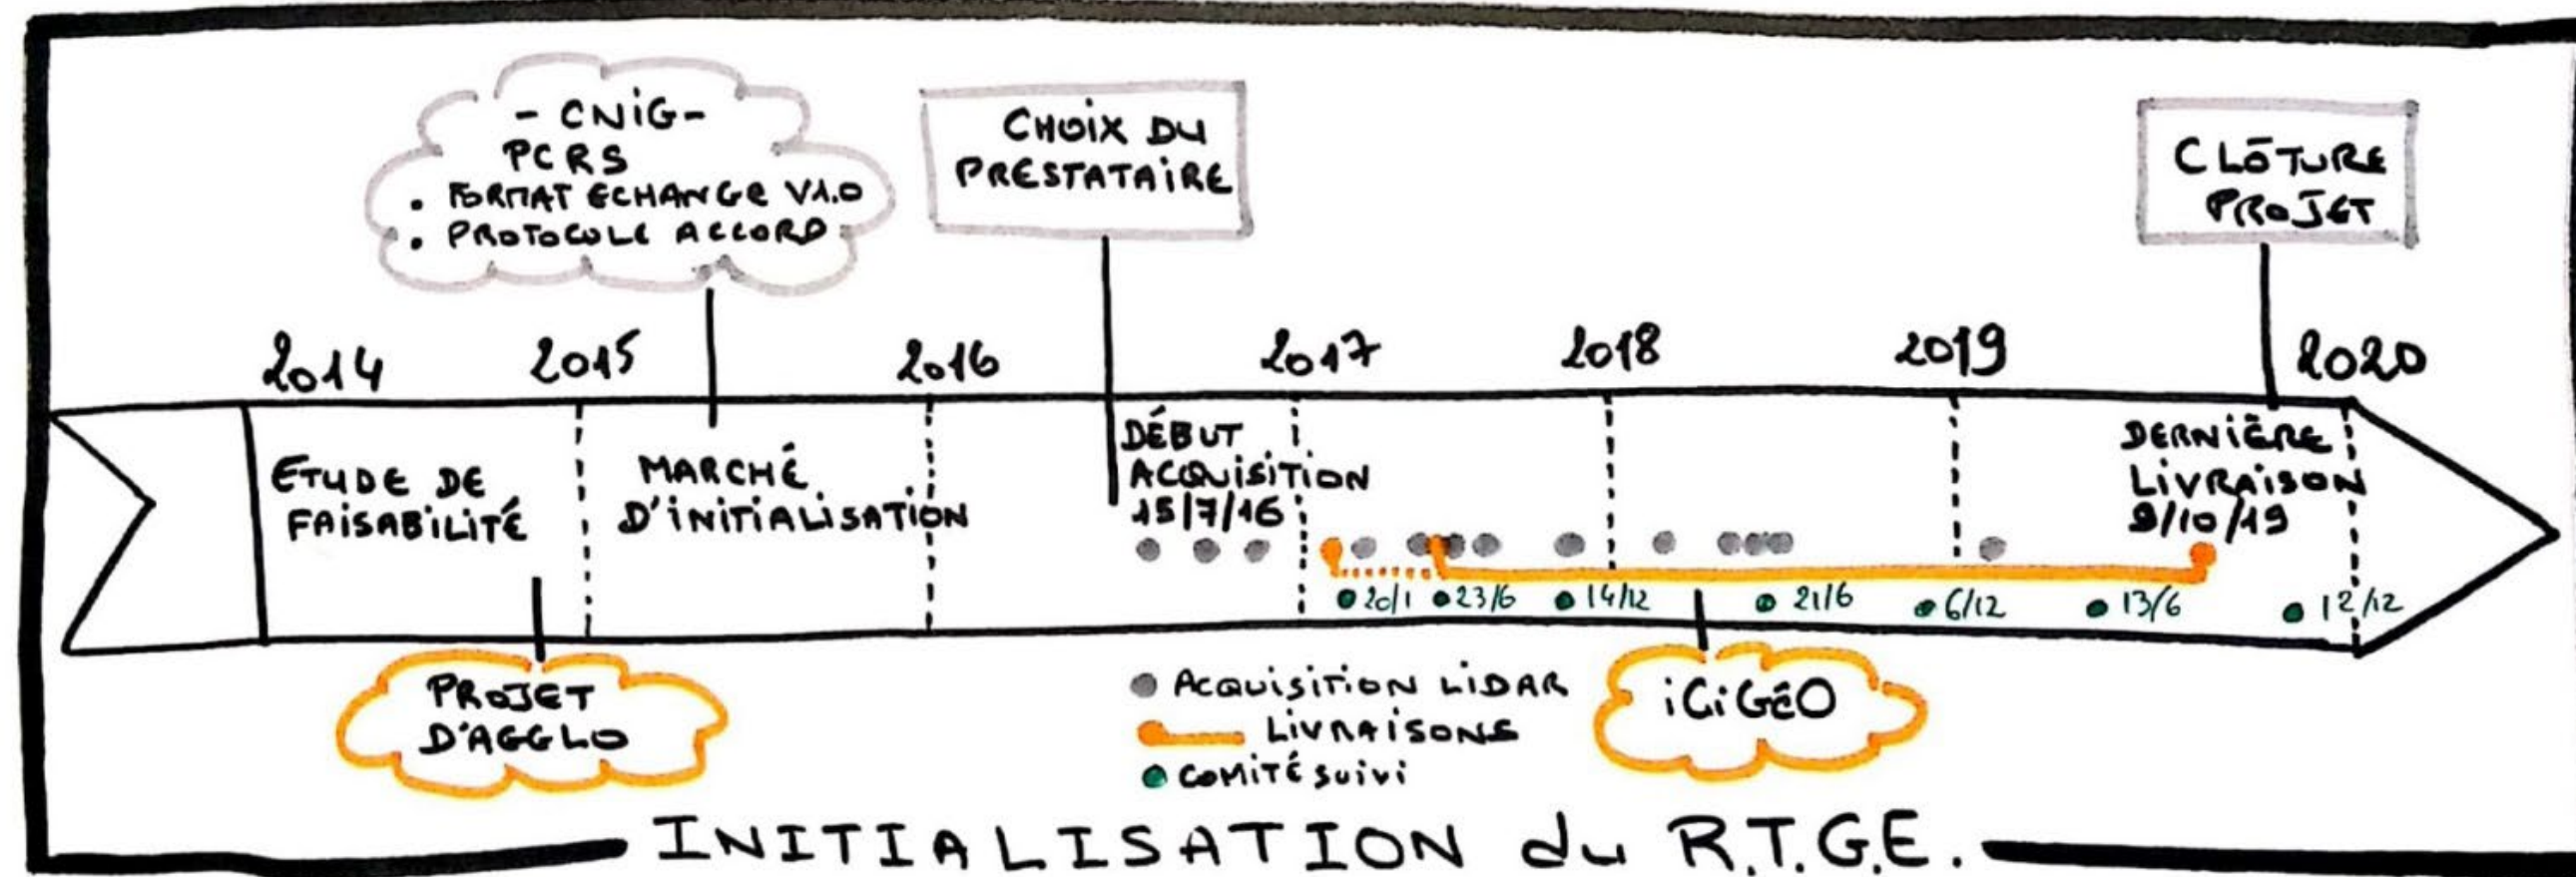 - CNiG-
PCRS
. FORMAT ECHANGE V1.0
. PROTOCOLE ACCORD
CHOIX DU
PRESTATAIRE
CLÔTURE
PROJET
2014
2015
2016
2017
2018
2019
2020
ETUDE DE
FAISABILITÉ
MARCHÉ
D'INITIALISATION
DÉBUT
ACQUISITION
15/7/16
DERNIÈRE
LIVRAISON
9/10/19
20/1
23/6
14/12
21/6
6/12
13/6
12/12
PROJET
D'AGGLO
ACQUISITION LIDAR
LIVRAISONS
COMITÉ SUIVI
iCiGéO
INITIALISATION du R.T.G.E.